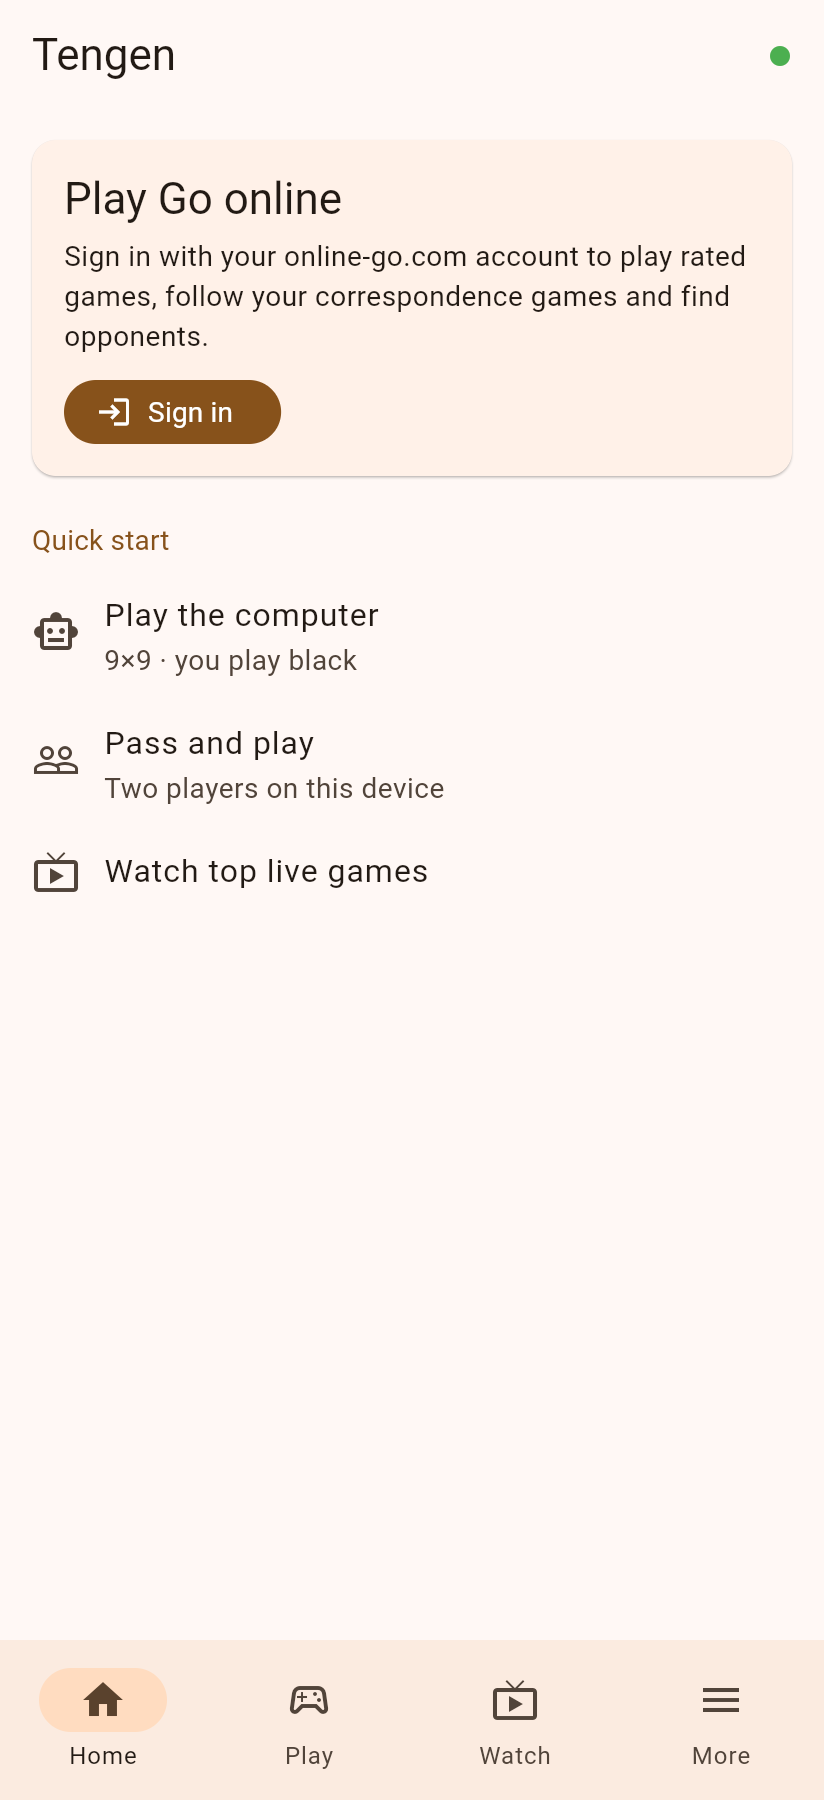 Tengen
Play Go online
Sign in with your online-go.com account to play rated
games, follow your correspondence games and find
opponents.
Sign in
Quick start
Play the computer
9×9 · you play black
Pass and play
Two players on this device
Watch top live games
Home
Play
Watch
More